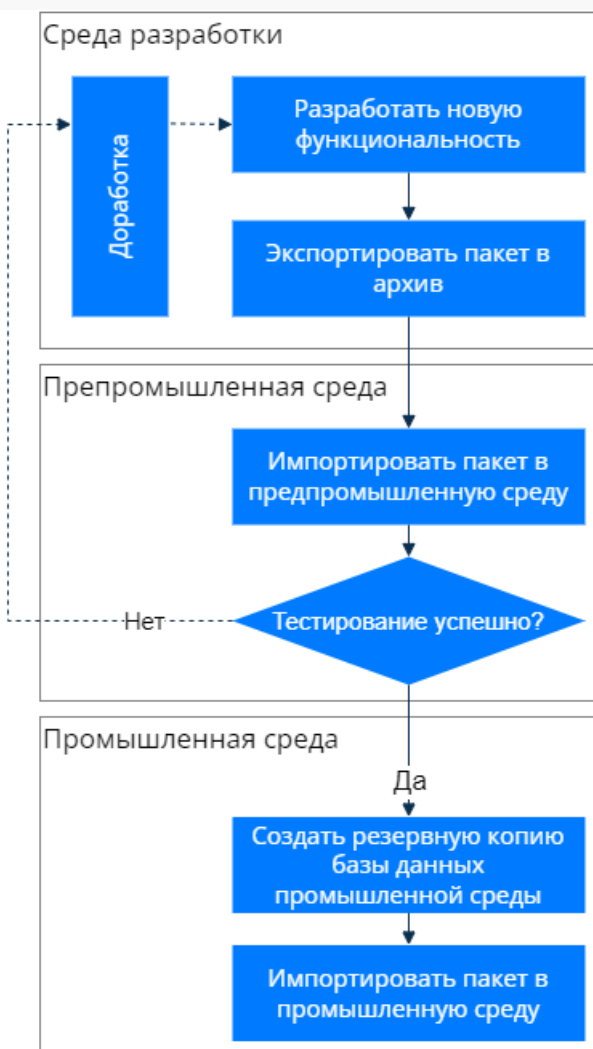 Среда разработки
Доработка
Разработать новую
функциональность
Экспортировать пакет в
архив
Препромышленная среда
Импортировать пакет в
предпромышленную среду
Нет
Тестирование успешно?
Промышленная среда
Да
Создать резервную копию
базы данных
промышленной среды
Импортировать пакет в
промышленную среду